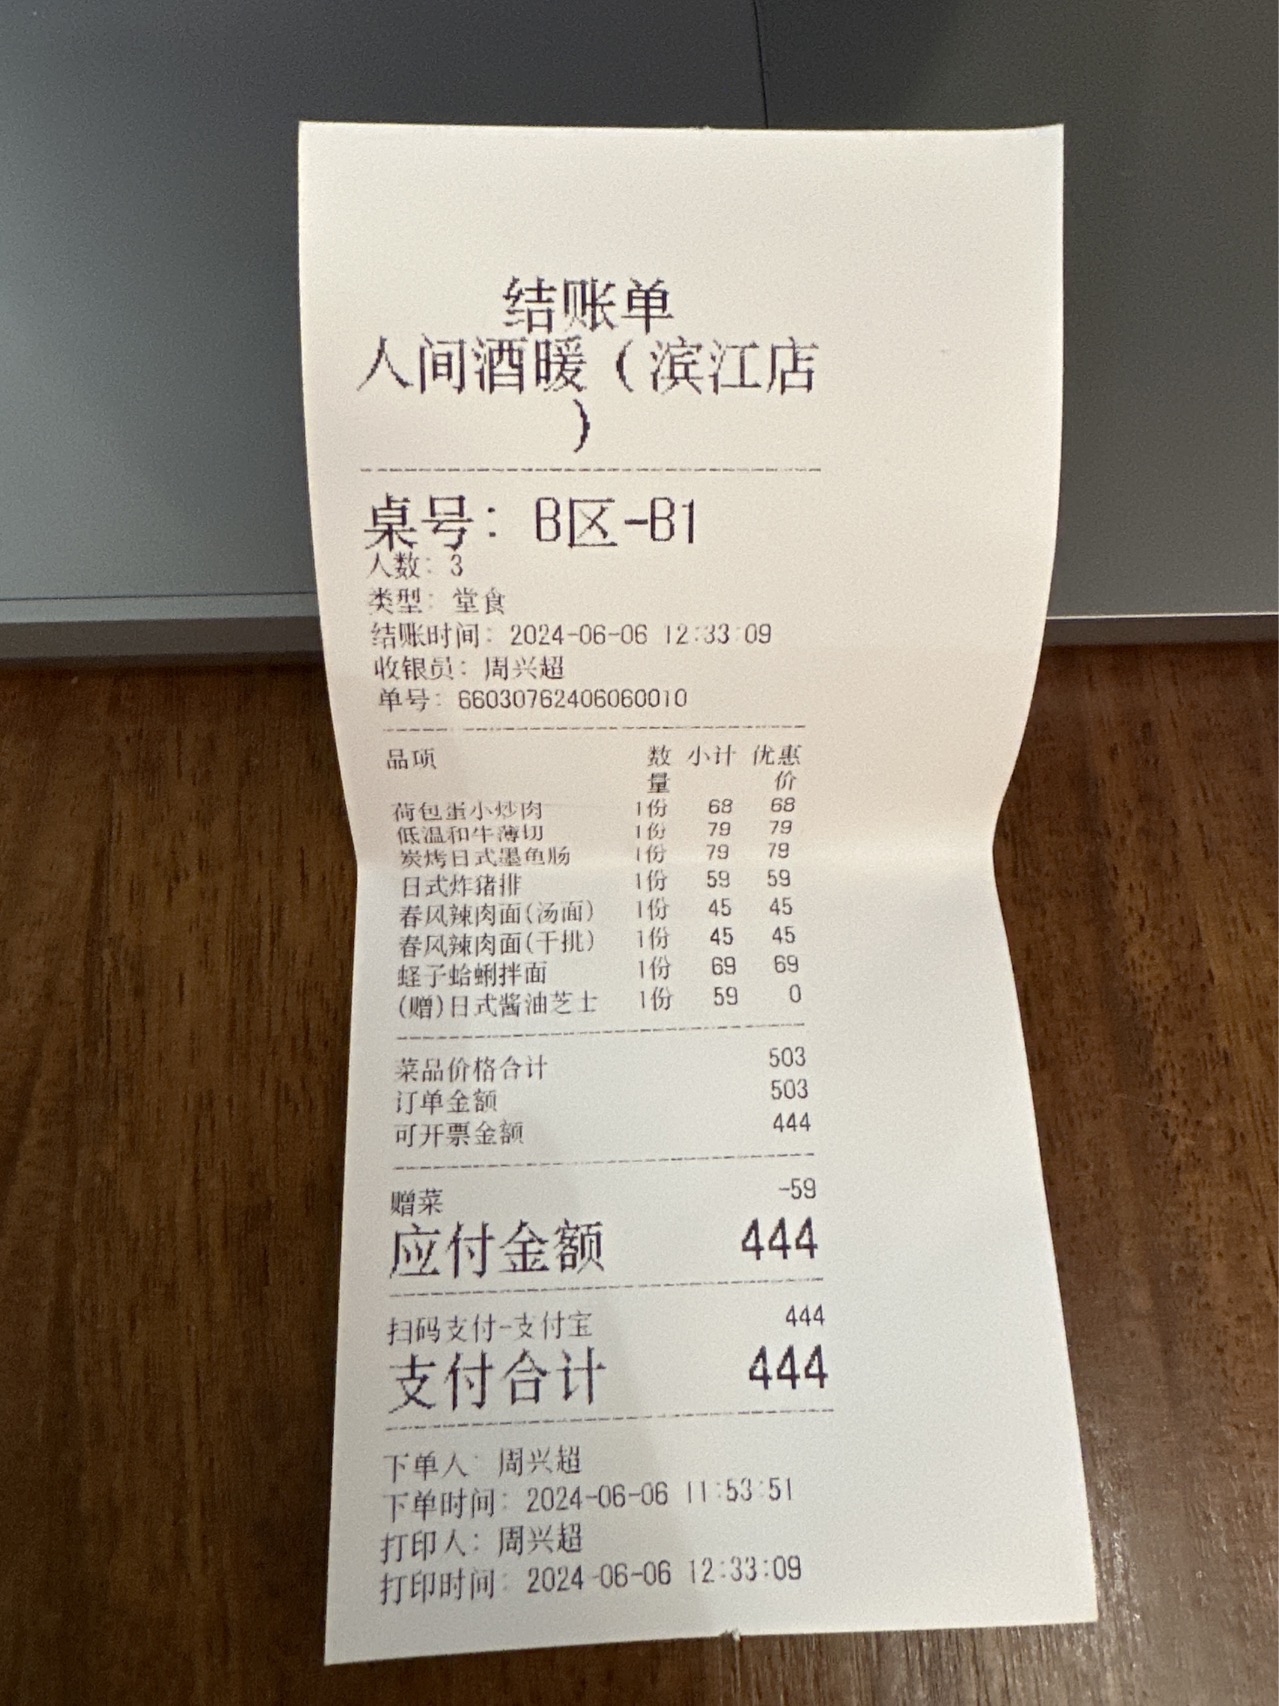 结账单
人间酒暖（滨江店
）
桌号：B区-B1
人数：3
类型：堂食
结账时间：2024-06-06 12:33:09
收银员：周兴超
单号：66030762406060010
品项 数 小计 优惠
量 价
荷包蛋小炒肉 1份 68 68
低温和牛薄切 1份 79 79
炭烤日式墨鱼肠 1份 79 79
日式炸猪排 1份 59 59
春风辣肉面(汤面) 1份 45 45
春风辣肉面(干挑) 1份 45 45
蛏子蛤蜊拌面 1份 69 69
(赠)日式酱油芝士 1份 59 0
菜品价格合计 503
订单金额 503
可开票金额 444
赠菜 -59
应付金额 444
扫码支付-支付宝 444
支付合计 444
下单人：周兴超
下单时间：2024-06-06 11:53:51
打印人：周兴超
打印时间：2024-06-06 12:33:09